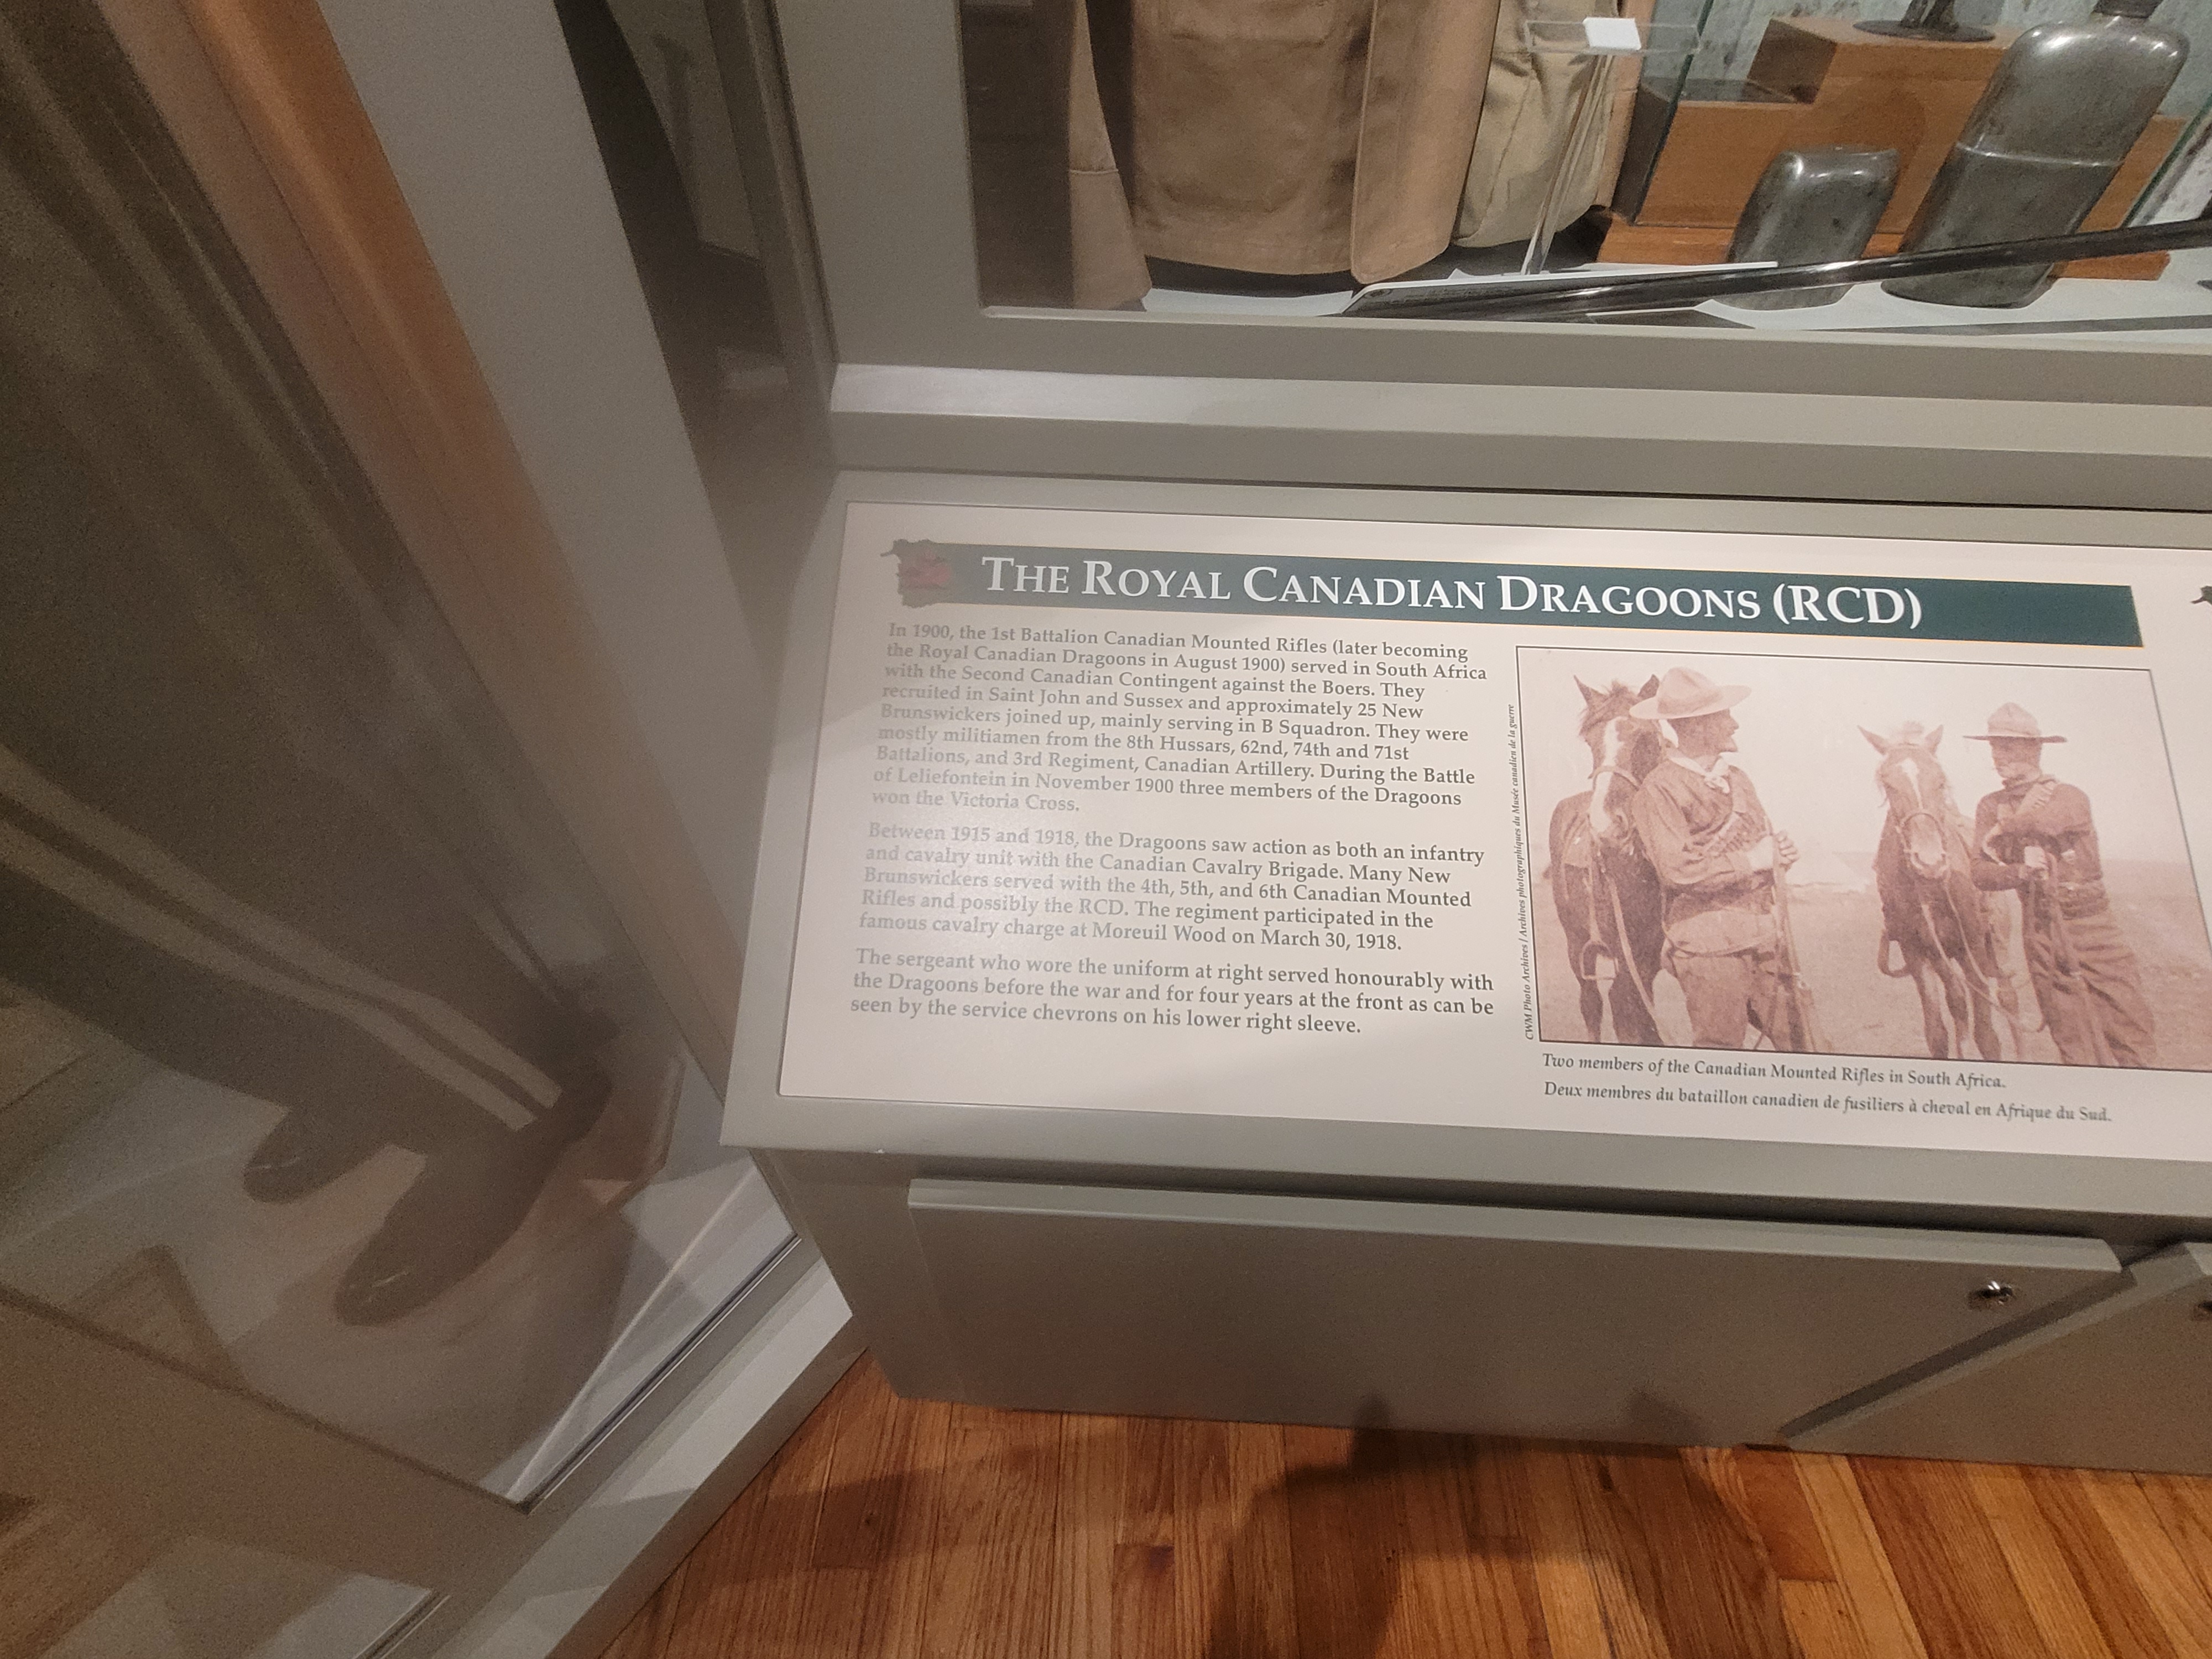 THE ROYAL CANADIAN DRAGOONS (RCD)
In 1900, the 1st Battalion Canadian Mounted Rifles (later becoming
the Royal Canadian Dragoons in August 1900) served in South Africa
with the Second Canadian Contingent against the Boers. They
recruited in Saint John and Sussex and approximately 25 New
Brunswickers joined up, mainly serving in B Squadron. They were
mostly militiamen from the 8th Hussars, 62nd, 74th and 71st
Battalions, and 3rd Regiment, Canadian Artillery. During the Battle
of Leliefontein in November 1900 three members of the Dragoons
won the Victoria Cross.
Between 1915 and 1918, the Dragoons saw action as both an infantry
and cavalry unit with the Canadian Cavalry Brigade. Many New
Brunswickers served with the 4th, 5th, and 6th Canadian Mounted
Rifles and possibly the RCD. The regiment participated in the
famous cavalry charge at Moreuil Wood on March 30, 1918.
The sergeant who wore the uniform at right served honourably with
the Dragoons before the war and for four years at the front as can be
seen by the service chevrons on his lower right sleeve.
CWM Photo Archives / Archives photographiques du Musée canadien de la guerre
Two members of the Canadian Mounted Rifles in South Africa.
Deux membres du bataillon canadien de fusiliers à cheval en Afrique du Sud.